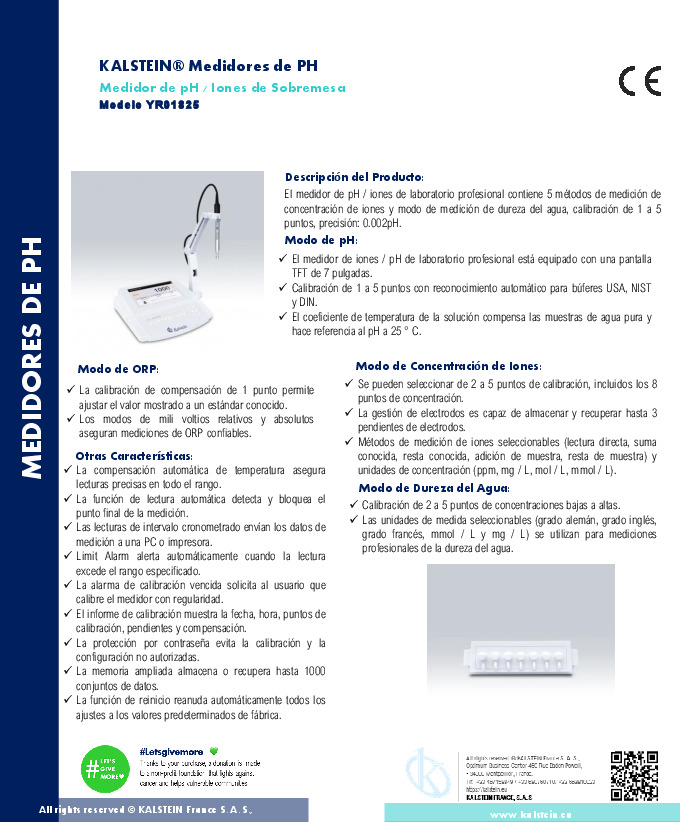 KALSTEIN® Medidores de PH
Medidor de pH / Iones de Sobremesa
Modelo YR01825
CE
MEDIDORES DE PH
Descripción del Producto:
El medidor de pH / iones de laboratorio profesional contiene 5 métodos de medición de
concentración de iones y modo de medición de dureza del agua, calibración de 1 a 5
puntos, precisión: 0.002pH.
Modo de pH:
✓ El medidor de iones / pH de laboratorio profesional está equipado con una pantalla
TFT de 7 pulgadas.
✓ Calibración de 1 a 5 puntos con reconocimiento automático para búferes USA, NIST
y DIN.
✓ El coeficiente de temperatura de la solución compensa las muestras de agua pura y
hace referencia al pH a 25 ° C.
Modo de ORP:
✓ La calibración de compensación de 1 punto permite
ajustar el valor mostrado a un estándar conocido.
✓ Los modos de mili voltios relativos y absolutos
aseguran mediciones de ORP confiables.
Otras Características:
✓ La compensación automática de temperatura asegura
lecturas precisas en todo el rango.
✓ La función de lectura automática detecta y bloquea el
punto final de la medición.
✓ Las lecturas de intervalo cronometrado envían los datos de
medición a una PC o impresora.
✓ Limit Alarm alerta automáticamente cuando la lectura
excede el rango especificado.
✓ La alarma de calibración vencida solicita al usuario que
calibre el medidor con regularidad.
✓ El informe de calibración muestra la fecha, hora, puntos de
calibración, pendientes y compensación.
✓ La protección por contraseña evita la calibración y la
configuración no autorizadas.
✓ La memoria ampliada almacena o recupera hasta 1000
conjuntos de datos.
✓ La función de reinicio reanuda automáticamente todos los
ajustes a los valores predeterminados de fábrica.
Modo de Concentración de Iones:
✓ Se pueden seleccionar de 2 a 5 puntos de calibración, incluidos los 8
puntos de concentración.
✓ La gestión de electrodos es capaz de almacenar y recuperar hasta 3
pendientes de electrodos.
✓ Métodos de medición de iones seleccionables (lectura directa, suma
conocida, resta conocida, adición de muestra, resta de muestra) y
unidades de concentración (ppm, mg / L, mol / L, mmol / L).
Modo de Dureza del Agua:
✓ Calibración de 2 a 5 puntos de concentraciones bajas a altas.
✓ Las unidades de medida seleccionables (grado alemán, grado inglés,
grado francés, mmol / L y mg / L) se utilizan para mediciones
profesionales de la dureza del agua.
# LET'S
GIVE
MORE
#Letsgivemore
Thanks to your purchase, a donation is made
to a non-profit foundation that fights against
cancer and helps vulnerable communities
All rights reserved © KALSTEIN France S. A. S.,
KALSTEIN FRANCE, S.A.S
All rights reserved © KALSTEIN France S. A. S.,
www.kalstein.eu